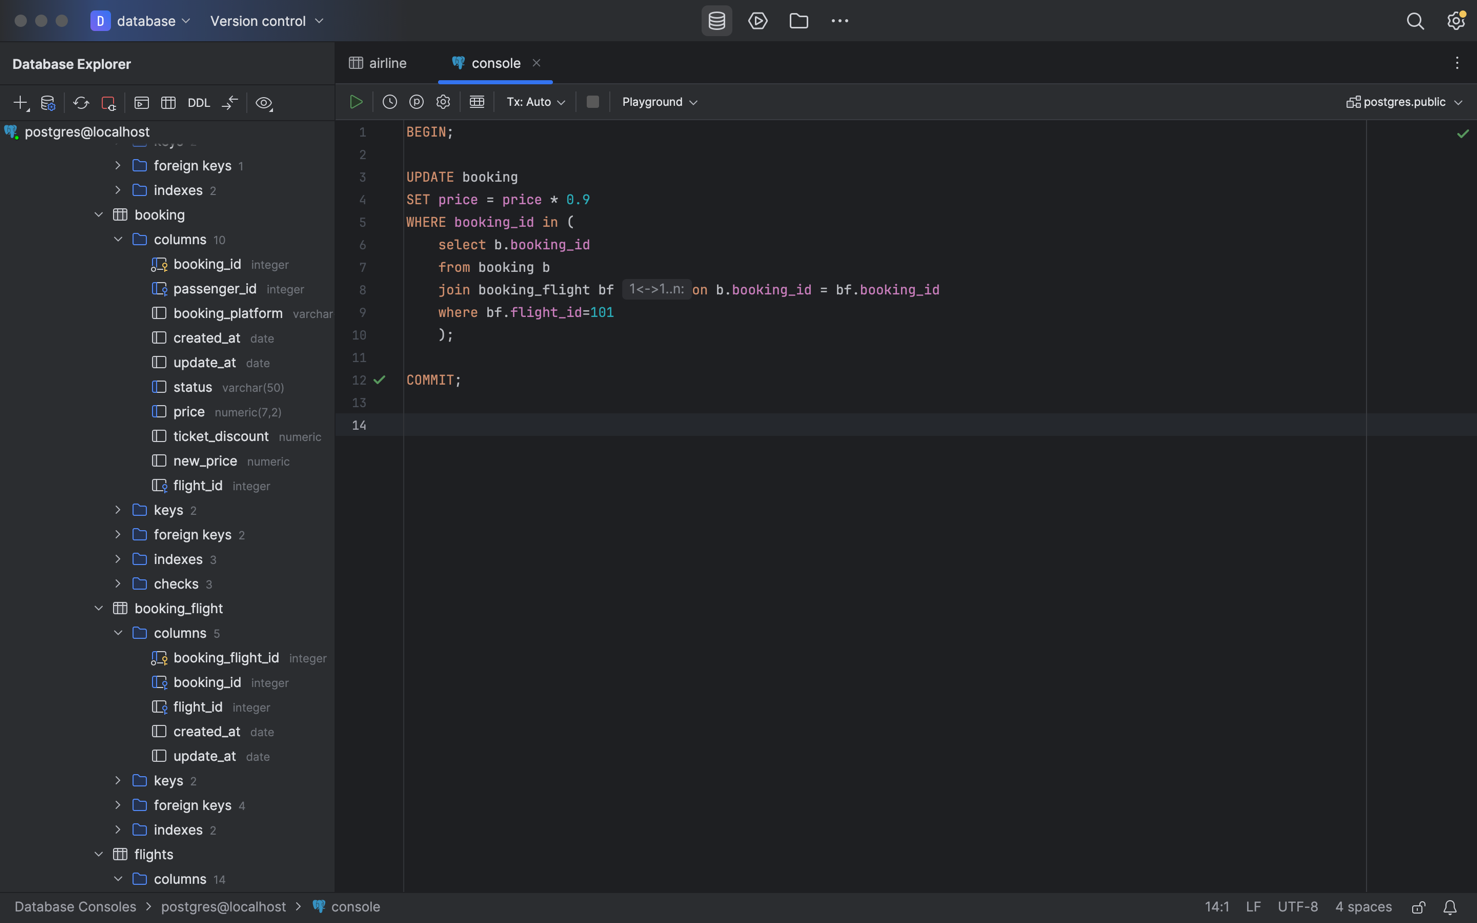 D database Version control
Database Explorer
airline
console
DDL
Tx: Auto
Playground
postgres.public
postgres@localhost
foreign keys 1
indexes 2
booking
columns 10
booking_id integer
passenger_id integer
booking_platform varchar
created_at date
update_at date
status varchar(50)
price numeric(7,2)
ticket_discount numeric
new_price numeric
flight_id integer
keys 2
foreign keys 2
indexes 3
checks 3
booking_flight
columns 5
booking_flight_id integer
booking_id integer
flight_id integer
created_at date
update_at date
keys 2
foreign keys 4
indexes 2
flights
columns 14
1 BEGIN;
2
3 UPDATE booking
4 SET price = price * 0.9
5 WHERE booking_id in (
6 select b.booking_id
7 from booking b
8 join booking_flight bf 1<->1..n: on b.booking_id = bf.booking_id
9 where bf.flight_id=101
10 );
11
12 COMMIT;
13
14
Database Consoles > postgres@localhost > console
14:1 LF UTF-8 4 spaces